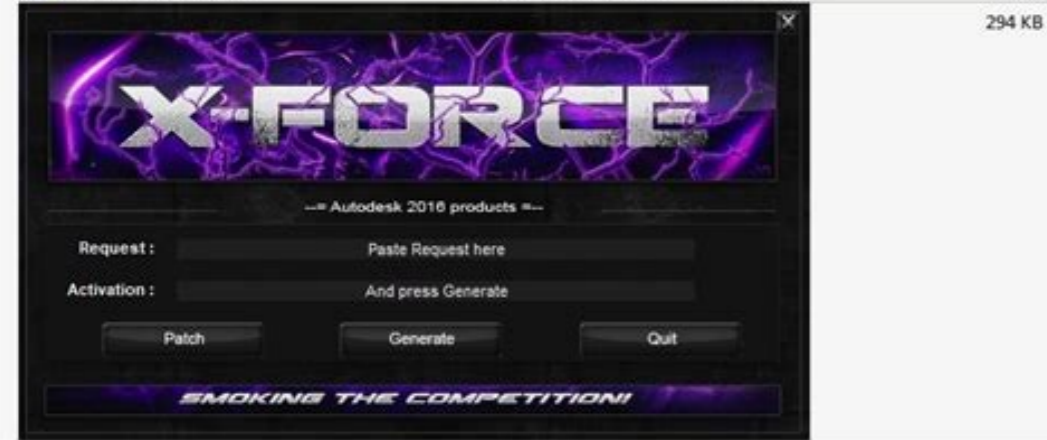 294 KB
X-FORCE
--= Autodesk 2016 products =--
Request : Paste Request here
Activation : And press Generate
Patch Generate Quit
SMOKING THE COMPETITION!